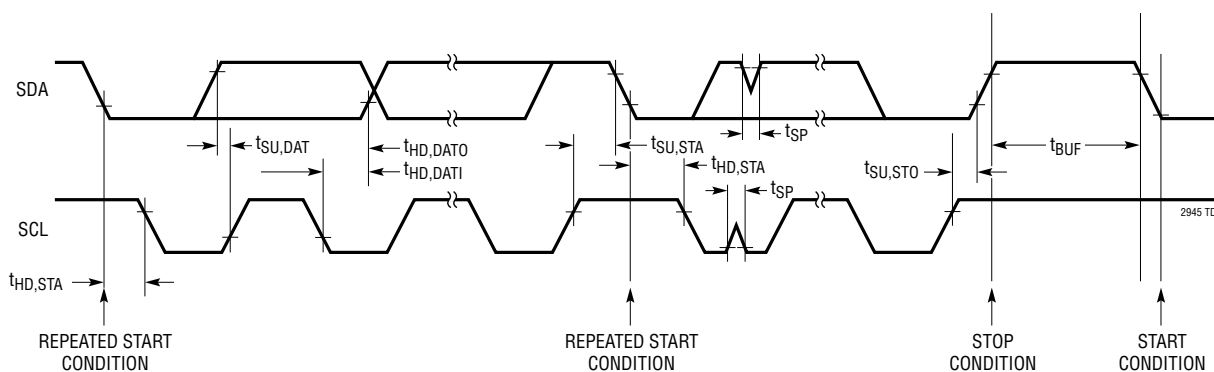 SDA
tSU,DAT
tHD,DATO
tHD,DATI
tSU,STA
tHD,STA
tSP
tSP
tSU,STO
tBUF
SCL
2945 TD
tHD,STA
REPEATED START
CONDITION
REPEATED START
CONDITION
STOP
CONDITION
START
CONDITION